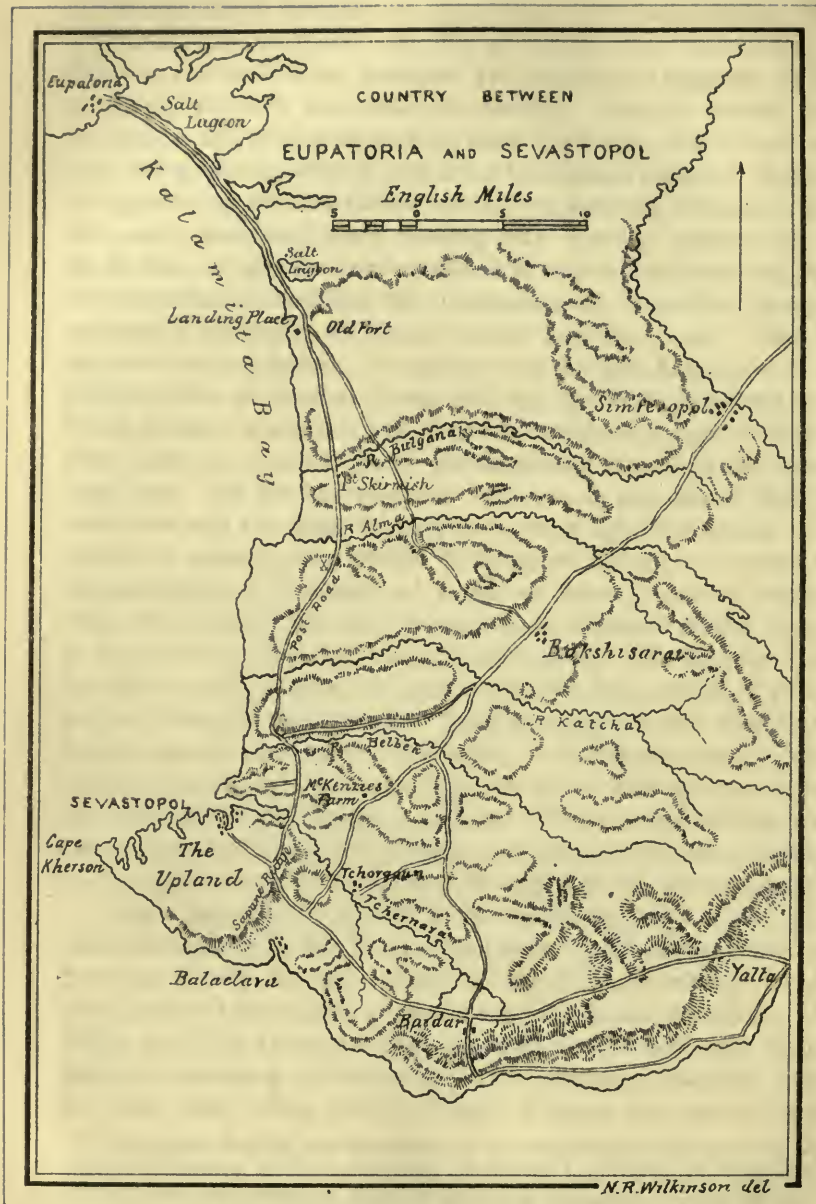 COUNTRY BETWEEN
EUPATORIA AND SEVASTOPOL
English Miles
5 0 5 10
Eupatoria
Salt
Lagoon
Kalamita Bay
Salt
Lagoon
Landing Place
Old Fort
Simferopol
R. Bulganak
1st Skirmish
R Alma
Post Road
Bakshisarai
R Katcha
R. Belbek
McKenzies
Farm
SEVASTOPOL
Cape
Kherson
The
Upland
Sapuné Ridge
Tchorgoun
Tchernaya
Balaclava
Baidar
Yalta
N.R. Wilkinson del